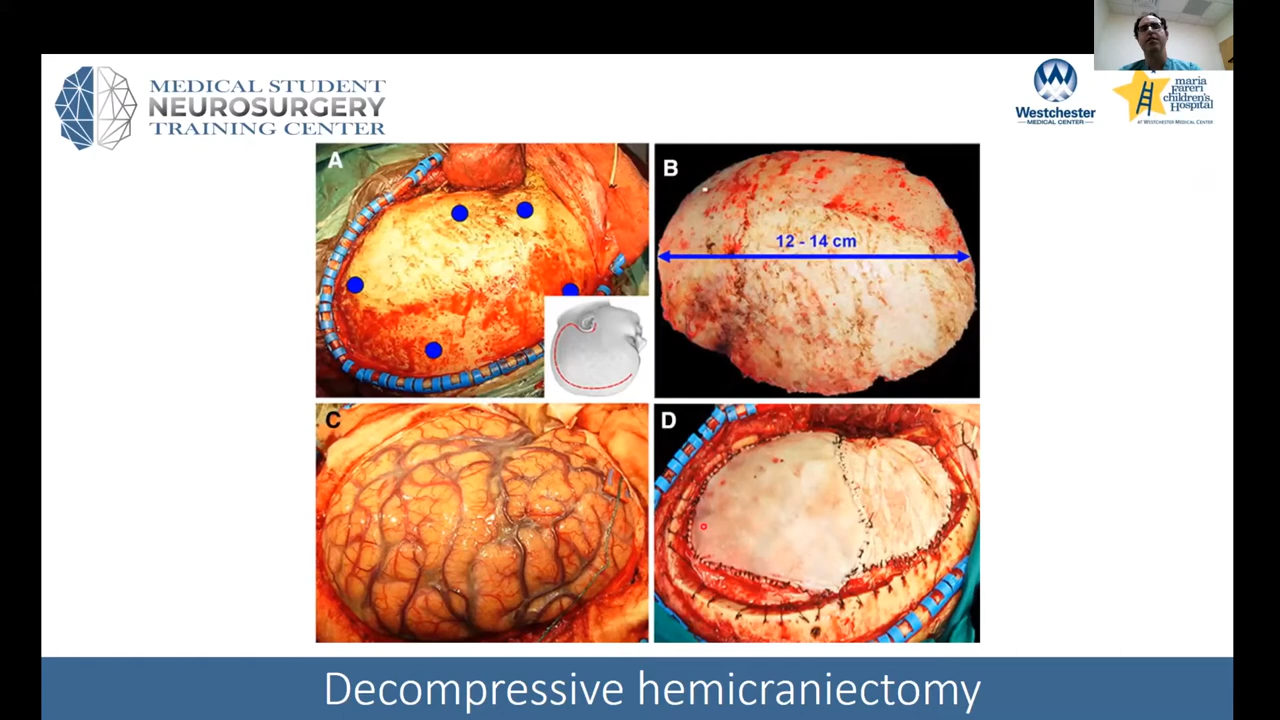 MEDICAL STUDENT
NEUROSURGERY
TRAINING CENTER
Westchester
MEDICAL CENTER
maria
Fareri
children's
Hospital
AT WESTCHESTER MEDICAL CENTER
A
B
12 - 14 cm
C
D
Decompressive hemicraniectomy